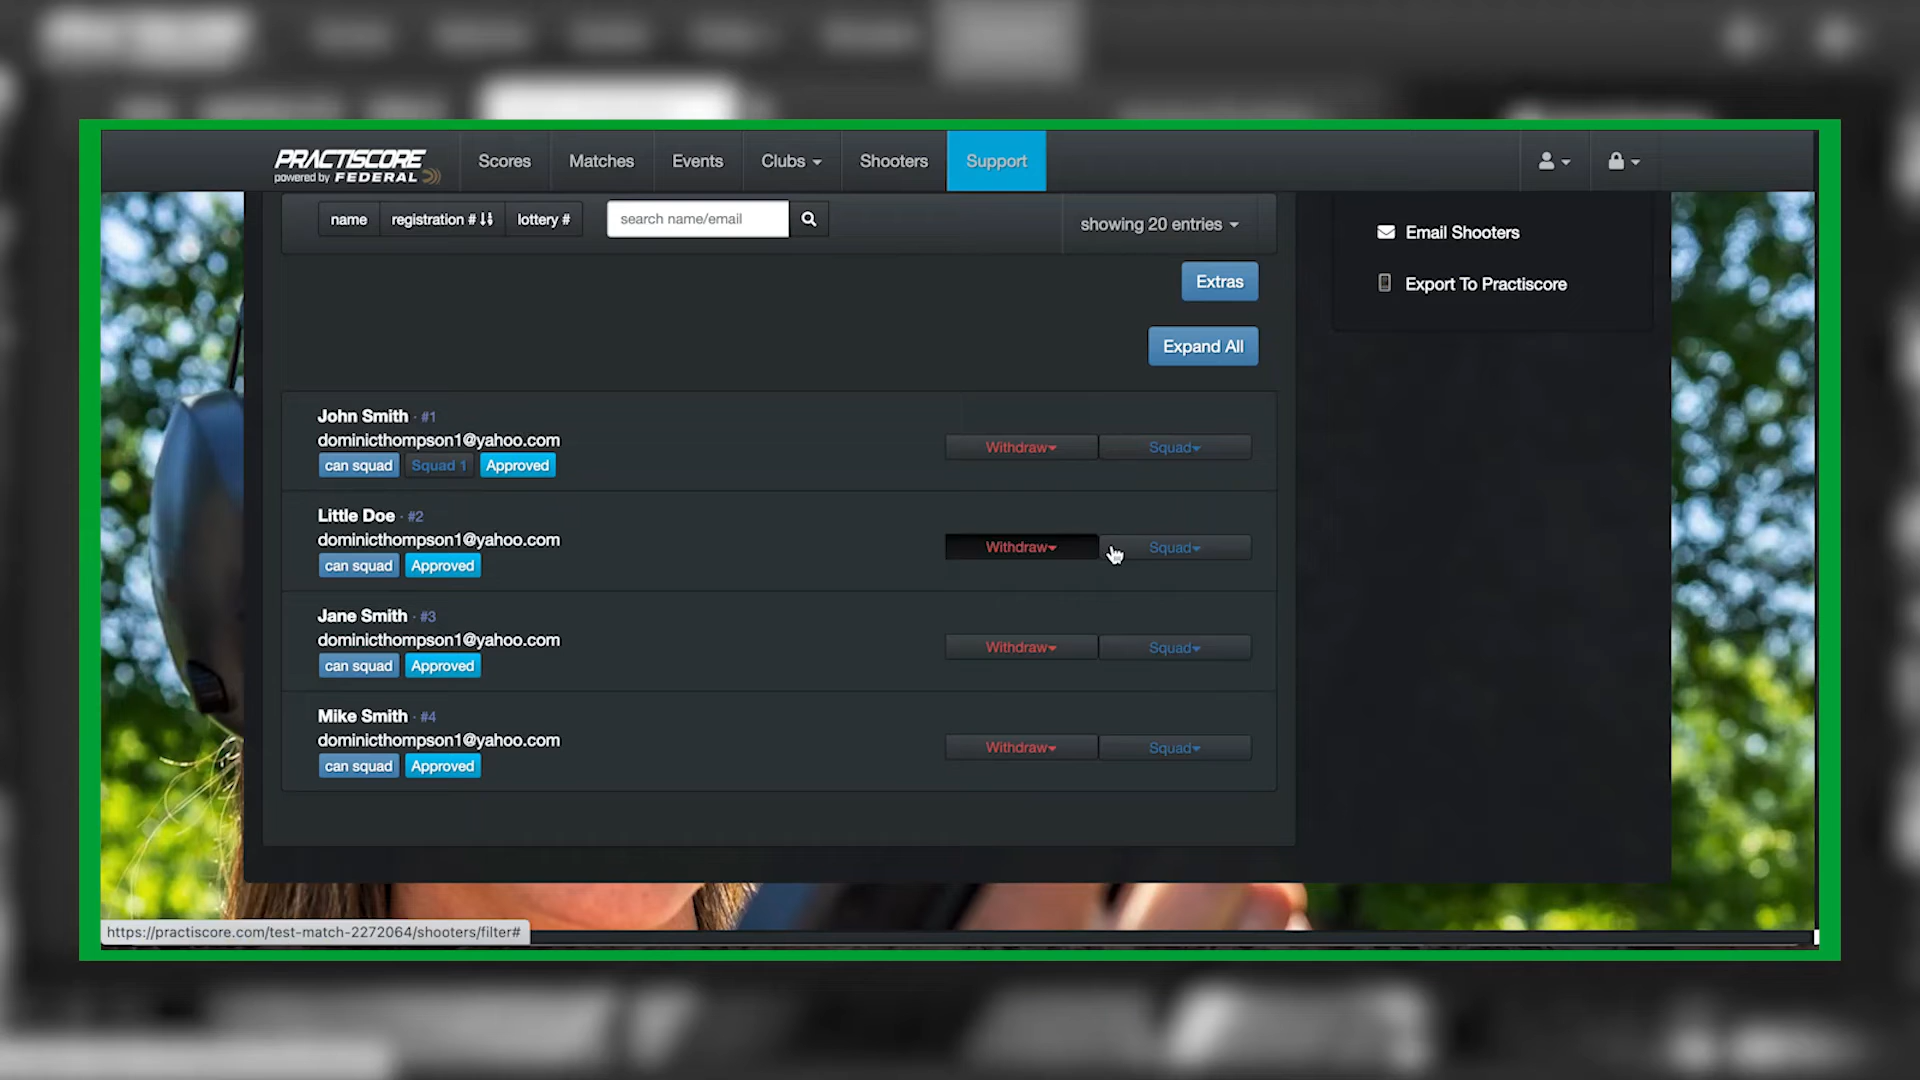 PRACTISCORE
powered by FEDERAL
Scores Matches Events Clubs Shooters Support
name registration # lottery # search name/email showing 20 entries
Email Shooters
Extras
Export To Practiscore
Expand All
John Smith · #1
dominicthompson1@yahoo.com
can squad Squad 1 Approved
Withdraw Squad
Little Doe · #2
dominicthompson1@yahoo.com
can squad Approved
Withdraw Squad
Jane Smith · #3
dominicthompson1@yahoo.com
can squad Approved
Withdraw Squad
Mike Smith · #4
dominicthompson1@yahoo.com
can squad Approved
Withdraw Squad
https://practiscore.com/test-match-2272064/shooters/filter#